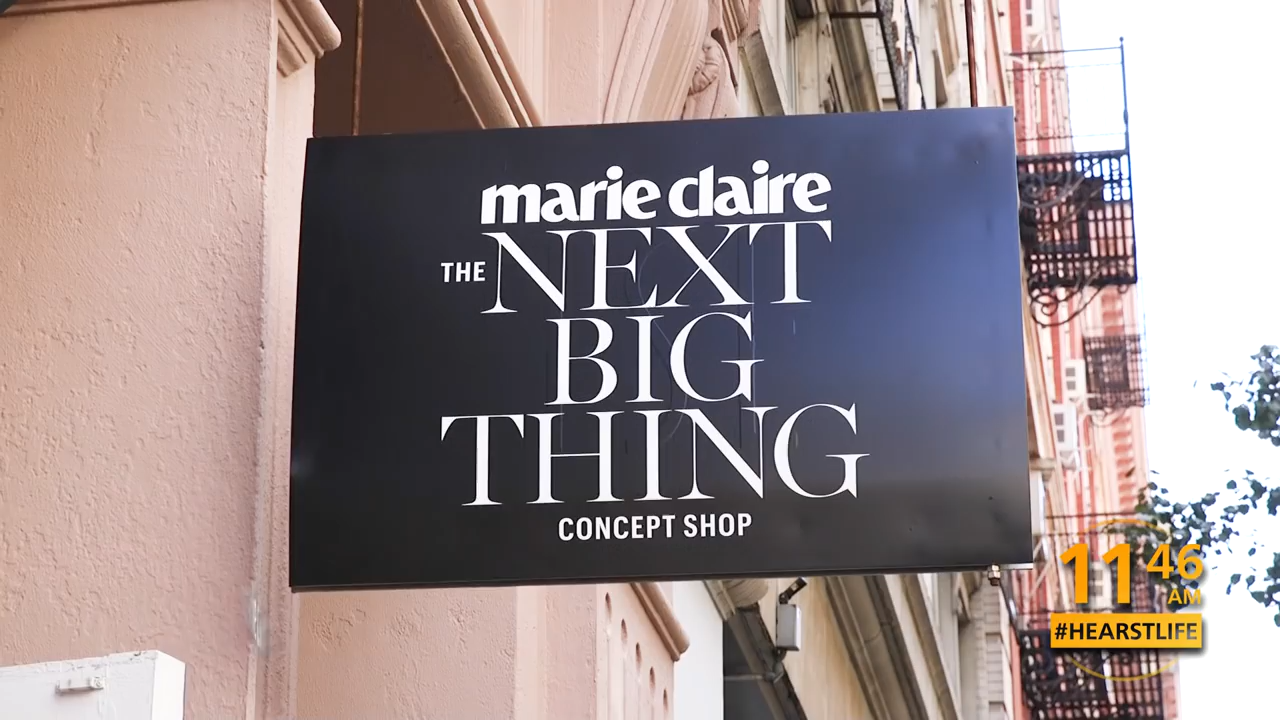 marie claire
THE NEXT
BIG
THING
CONCEPT SHOP
11 46
AM
#HEARSTLIFE